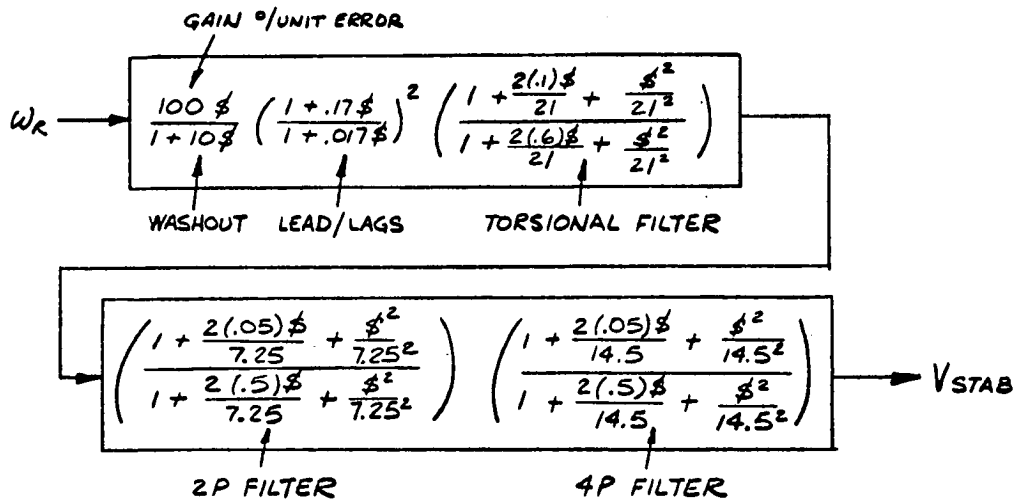 GAIN °/UNIT ERROR
ω_R
100 $ / 1 + 10$ ( 1 + .17$ / 1 + .017$ )² ( 1 + 2(.1)$/21 + $²/21² / 1 + 2(.6)$/21 + $²/21² )
WASHOUT LEAD/LAGS TORSIONAL FILTER
( 1 + 2(.05)$/7.25 + $²/7.25² / 1 + 2(.5)$/7.25 + $²/7.25² ) ( 1 + 2(.05)$/14.5 + $²/14.5² / 1 + 2(.5)$/14.5 + $²/14.5² )
V STAB
2P FILTER 4P FILTER